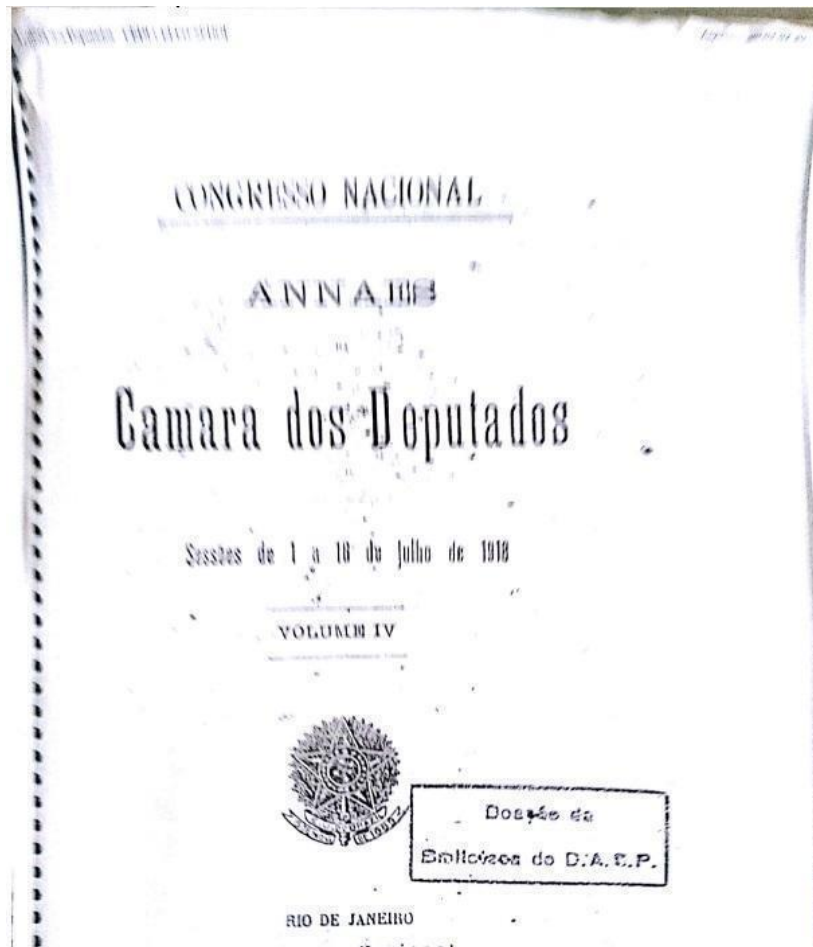 CONGRESSO NACIONAL
ANNAES
DA
Camara dos Deputados
Sessões de 1 a 16 de julho de 1918
VOLUME IV
Doação da
Biblioteca do D.A.S.P.
RIO DE JANEIRO